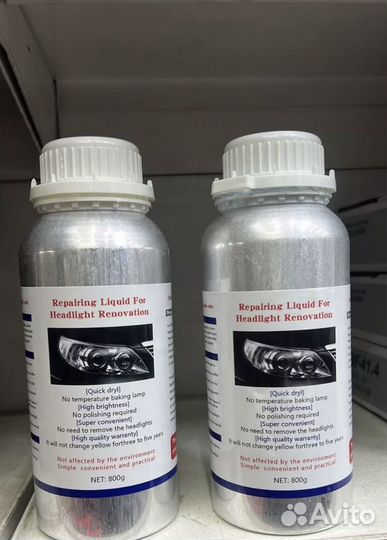 Repairing Liquid For
Headlight Renovation
[Quick dryl]
No temperature baking lamp
[High brightness]
No polishing required
[Super convenient]
No need to remove the headlights
[High quality warranty]
It will not change yellow forthree to five years
Not affected by the environment
Simple convenient and practical
NET: 800g
Repairing Liquid For
Headlight Renovation
[Quick dryl]
No temperature baking lamp
[High brightness]
No polishing required
[Super convenient]
No need to remove the headlights
[High quality warranty]
It will not change yellow forthree to five years
Not affected by the environment
Simple convenient and practical
NET: 800g
Avito